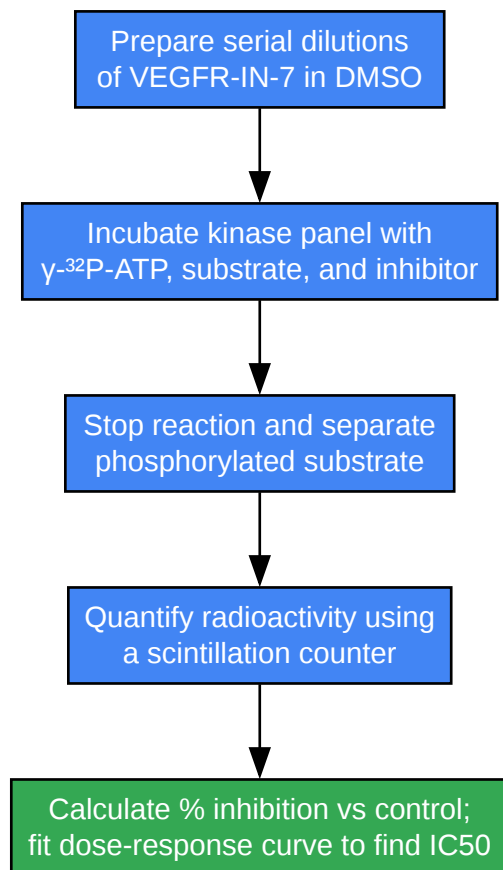 Prepare serial dilutions
of VEGFR-IN-7 in DMSO
Incubate kinase panel with
γ-³²P-ATP, substrate, and inhibitor
Stop reaction and separate
phosphorylated substrate
Quantify radioactivity using
a scintillation counter
Calculate % inhibition vs control;
fit dose-response curve to find IC50